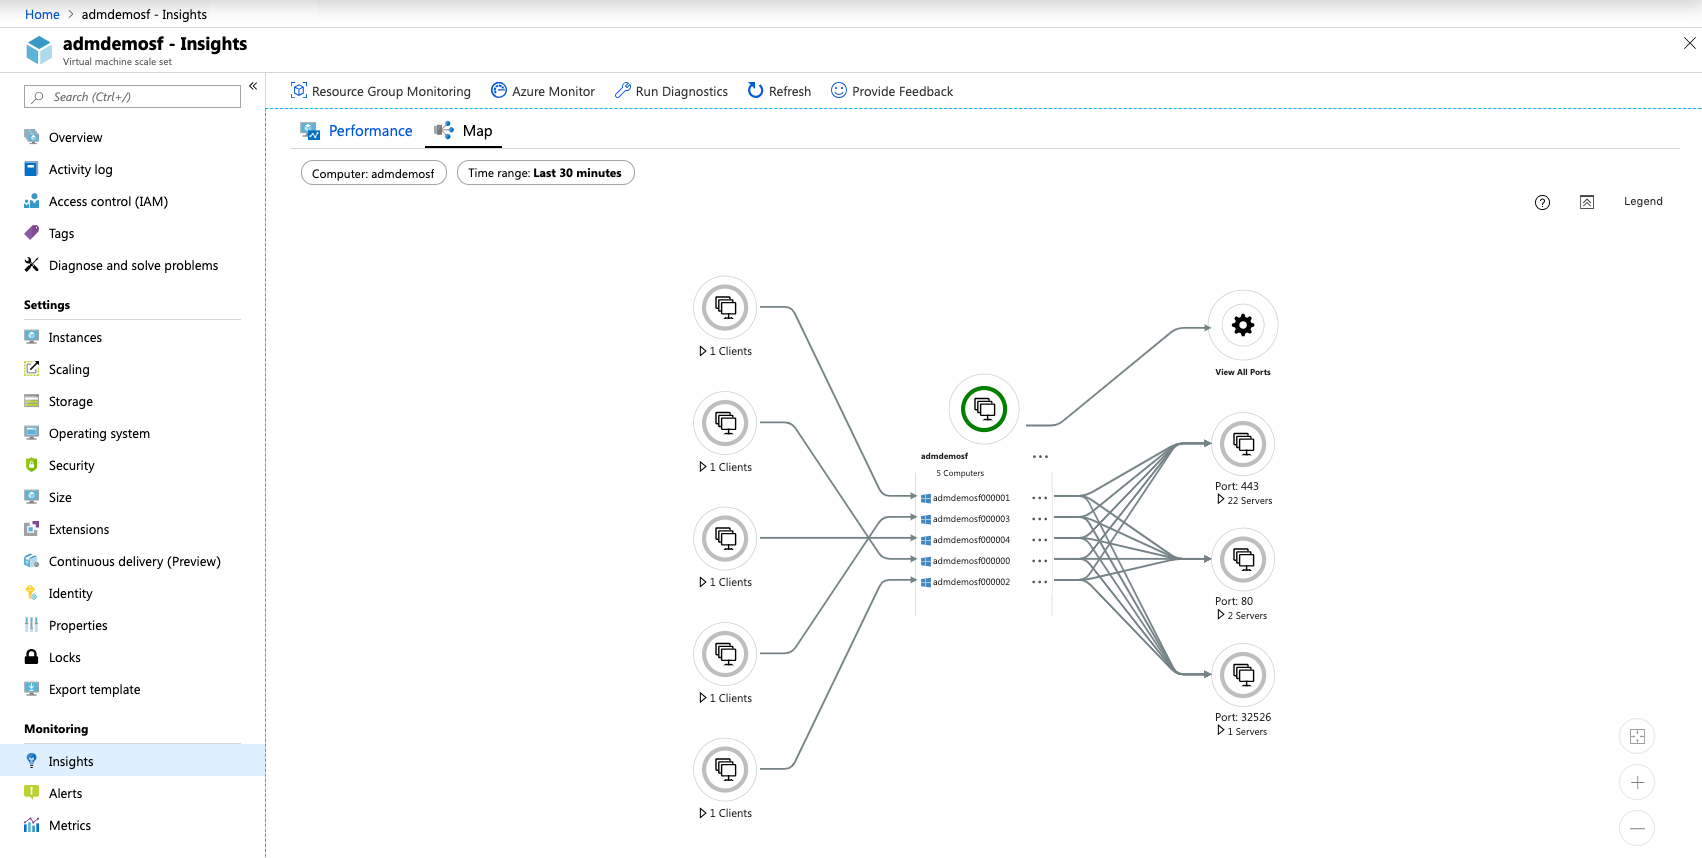 Home > admdemosf - Insights
admdemosf - Insights
Virtual machine scale set
Search (Ctrl+/)
«
Overview
Activity log
Access control (IAM)
Tags
Diagnose and solve problems
Settings
Instances
Scaling
Storage
Operating system
Security
Size
Extensions
Continuous delivery (Preview)
Identity
Properties
Locks
Export template
Monitoring
Insights
Alerts
Metrics
Resource Group Monitoring Azure Monitor Run Diagnostics Refresh Provide Feedback
Performance Map
Computer: admdemosf Time range: Last 30 minutes
Legend
1 Clients
1 Clients
1 Clients
1 Clients
1 Clients
admdemosf ...
5 Computers
admdemosf000001 ...
admdemosf000003 ...
admdemosf000004 ...
admdemosf000000 ...
admdemosf000002 ...
View All Ports
Port: 443
22 Servers
Port: 80
2 Servers
Port: 32526
1 Servers